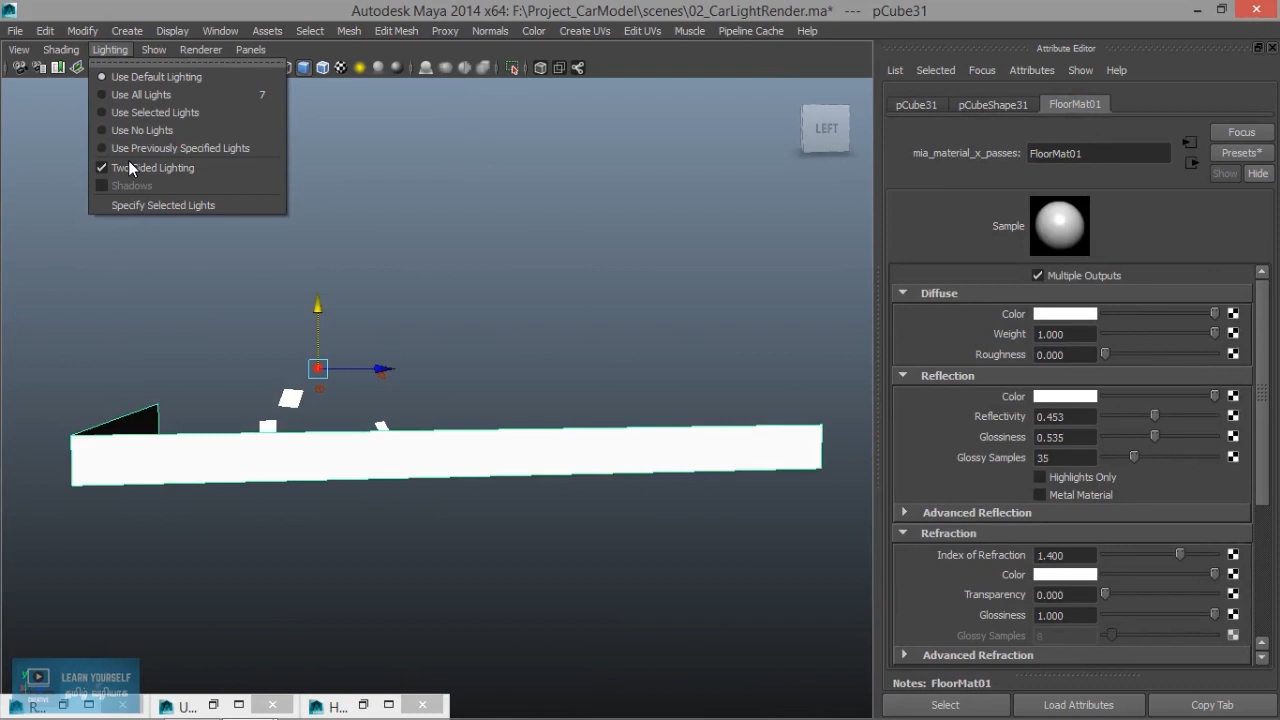 Autodesk Maya 2014 x64: F:\Project_CarModel\scenes\02_CarLightRender.ma* --- pCube31
File Edit Modify Create Display Window Assets Select Mesh Edit Mesh Proxy Normals Color Create UVs Edit UVs Muscle Pipeline Cache Help
View Shading Lighting Show Renderer Panels
Use Default Lighting
Use All Lights 7
Use Selected Lights
Use No Lights
Use Previously Specified Lights
Lighting
Shadows
Specify Selected Lights
LEFT
Attribute Editor
List Selected Focus Attributes Show Help
pCube31 pCubeShape31 FloorMat01
Focus
mia_material_x_passes: FloorMat01
Presets*
Show Hide
Sample
Multiple Outputs
Diffuse
Color
Weight 1.000
Roughness 0.000
Reflection
Color
Reflectivity 0.453
Glossiness 0.535
Glossy Samples 35
Highlights Only
Metal Material
Advanced Reflection
Refraction
Index of Refraction 1.400
Color
Transparency 0.000
Glossiness 1.000
Glossy Samples 8
Advanced Refraction
Notes: FloorMat01
Select Load Attributes Copy Tab
LEARN YOURSELF
தமிழ் வழியாக
CREATIVE
R... U... H...